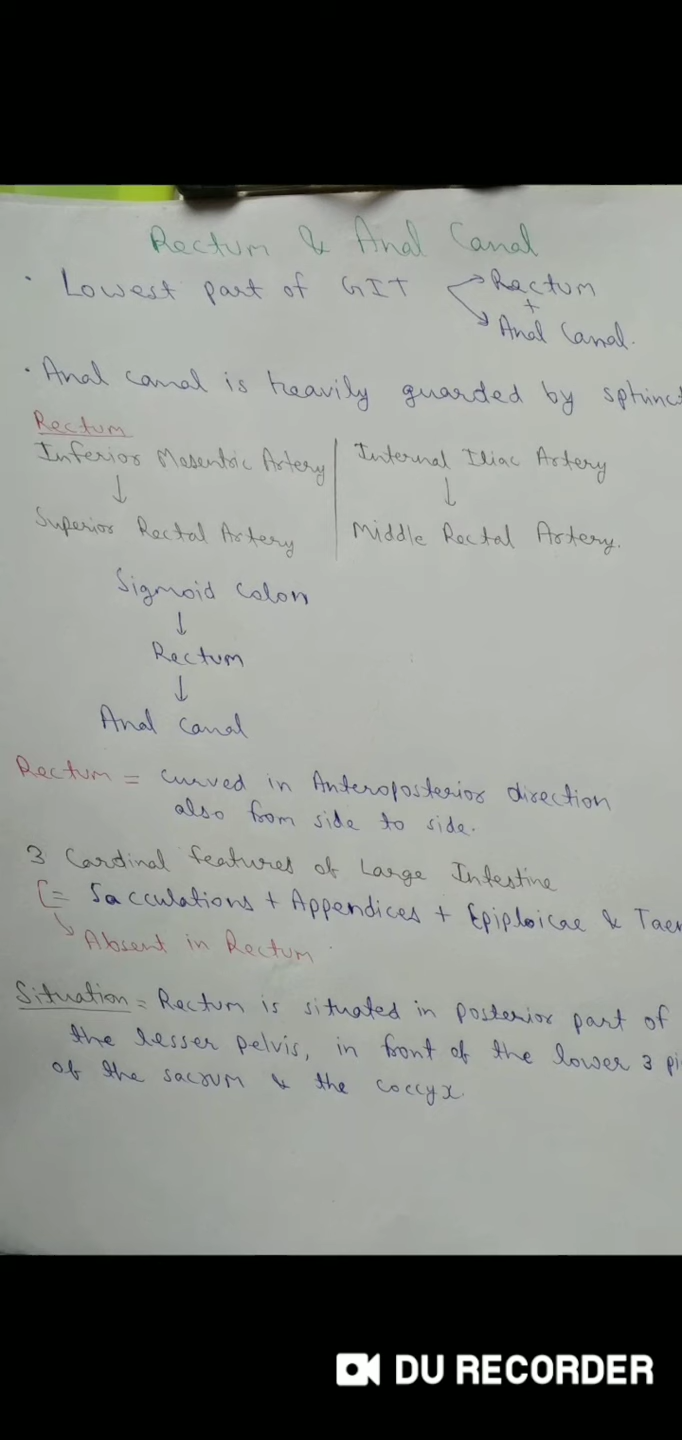 Rectum & Anal Canal
• Lowest part of GIT → Rectum
+
→ Anal Canal.
• Anal canal is heavily guarded by sphinct
Rectum
Inferior Mesentric Artery | Internal Iliac Artery
↓ ↓
Superior Rectal Artery | Middle Rectal Artery.
Sigmoid colon
↓
Rectum
↓
Anal canal
Rectum = curved in Anteroposterior direction
also from side to side.
3 Cardinal features of Large Intestine
[= Sacculations + Appendices + Epiploicae & Taen
↳ Absent in Rectum
Situation = Rectum is situated in posterior part of
the lesser pelvis, in front of the lower 3 pi
of the sacrum & the coccyx.
DU RECORDER